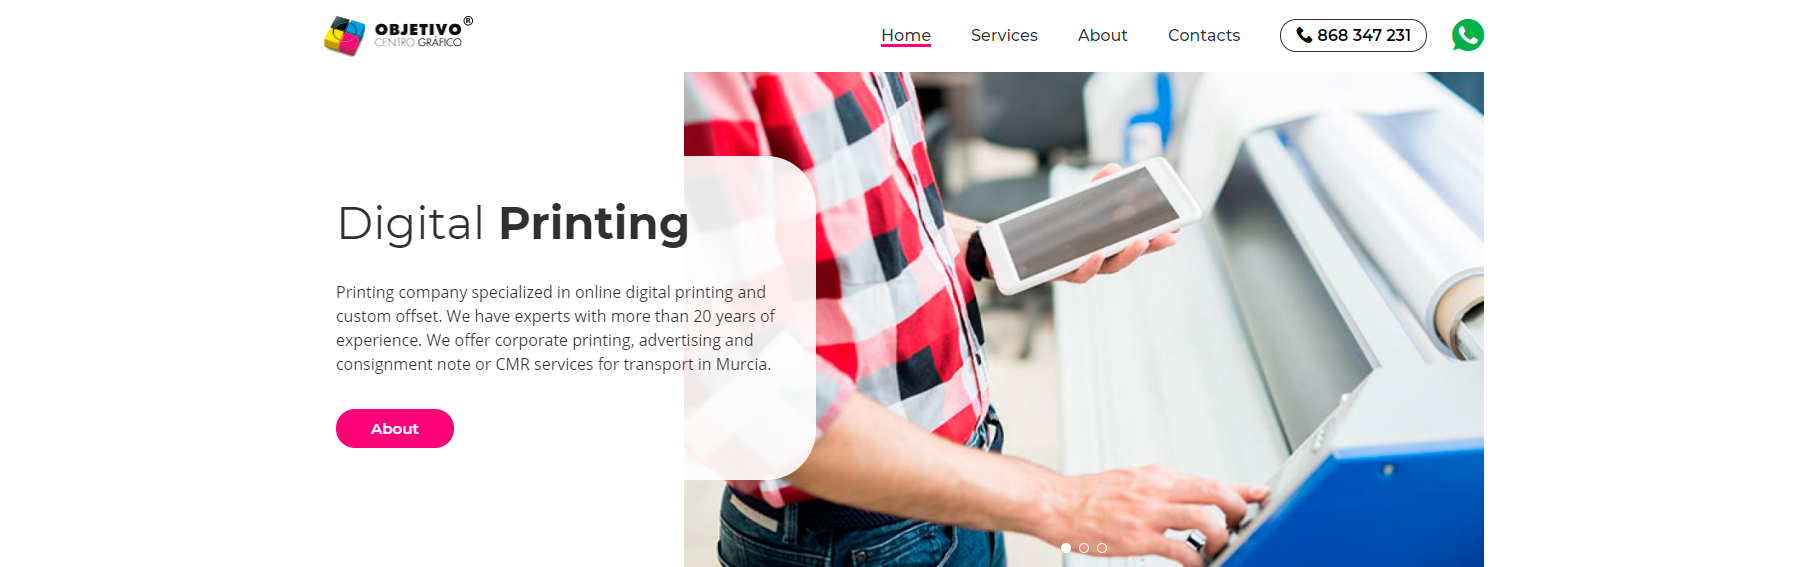 OBJETIVO®
CENTRO GRÁFICO
Home
Services
About
Contacts
868 347 231
Digital Printing
Printing company specialized in online digital printing and
custom offset. We have experts with more than 20 years of
experience. We offer corporate printing, advertising and
consignment note or CMR services for transport in Murcia.
About